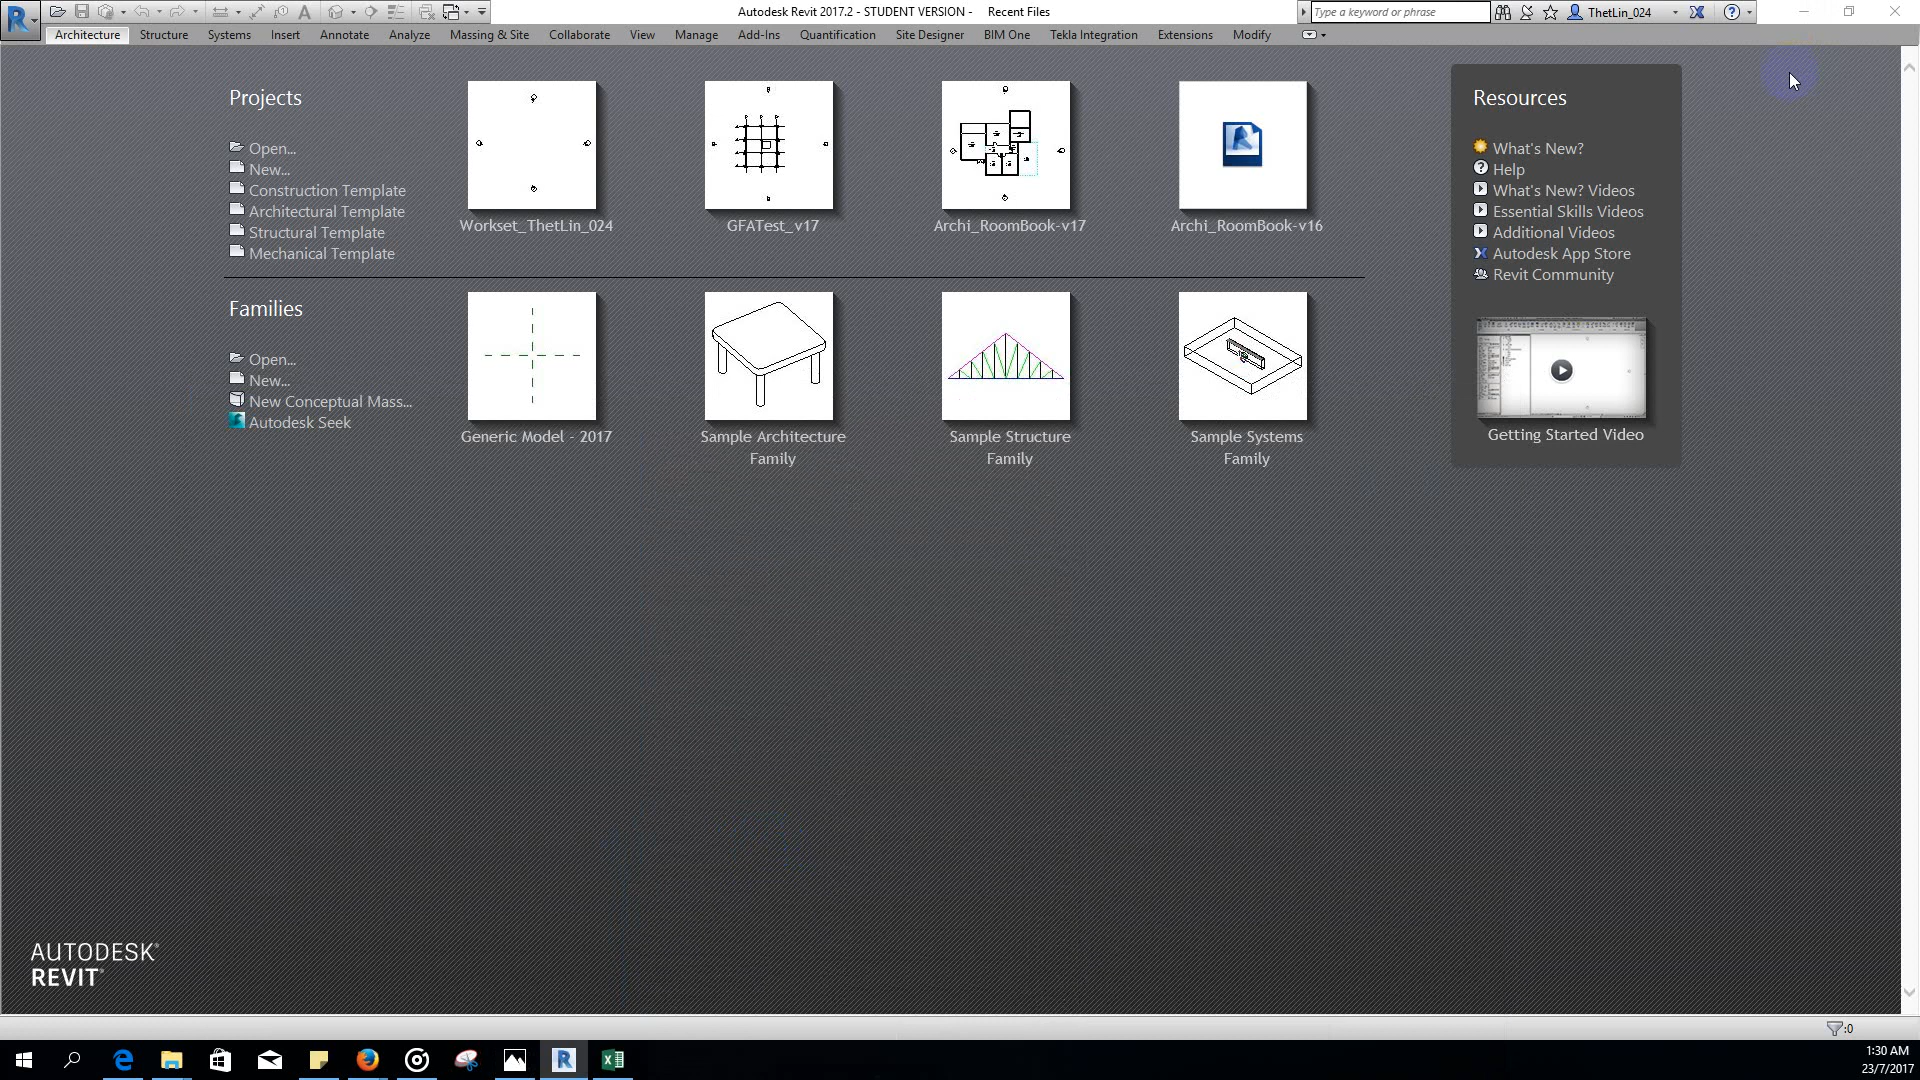 Autodesk Revit 2017.2 - STUDENT VERSION - Recent Files
Type a keyword or phrase
ThetLin_024
Architecture Structure Systems Insert Annotate Analyze Massing & Site Collaborate View Manage Add-Ins Quantification Site Designer BIM One Tekla Integration Extensions Modify
Projects
Open...
New...
Construction Template
Architectural Template
Structural Template
Mechanical Template
Workset_ThetLin_024
GFATest_v17
Archi_RoomBook-v17
Archi_RoomBook-v16
Families
Open...
New...
New Conceptual Mass...
Autodesk Seek
Generic Model - 2017
Sample Architecture
Family
Sample Structure
Family
Sample Systems
Family
Resources
What's New?
Help
What's New? Videos
Essential Skills Videos
Additional Videos
Autodesk App Store
Revit Community
Getting Started Video
AUTODESK®
REVIT®
:0
1:30 AM
23/7/2017